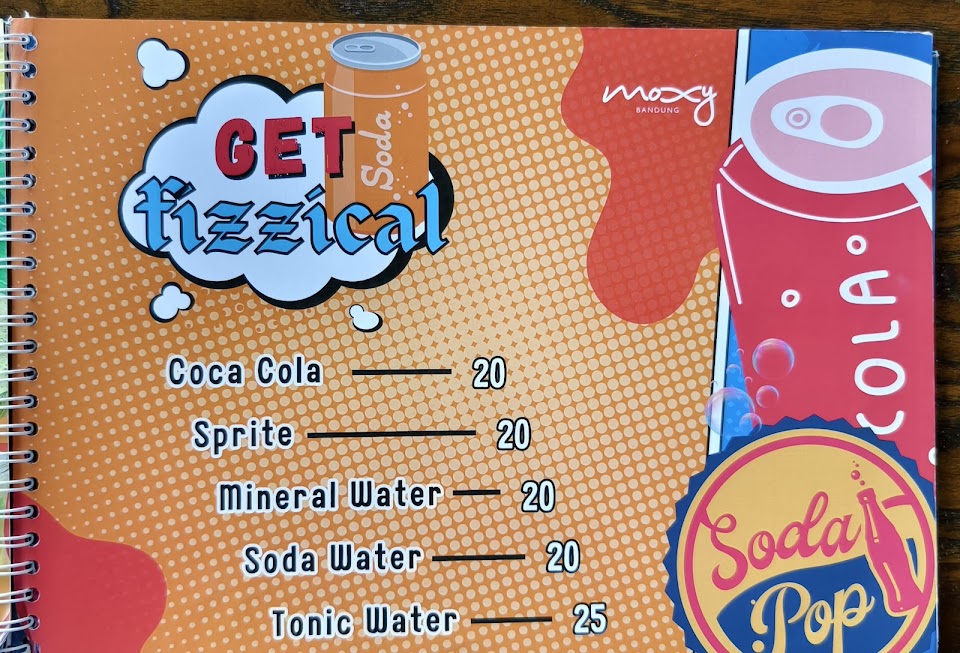 GET
Fizzical
Soda
moxy
BANDUNG
COLA
Coca Cola 20
Sprite 20
Mineral Water 20
Soda Water 20
Tonic Water 25
Soda
Pop